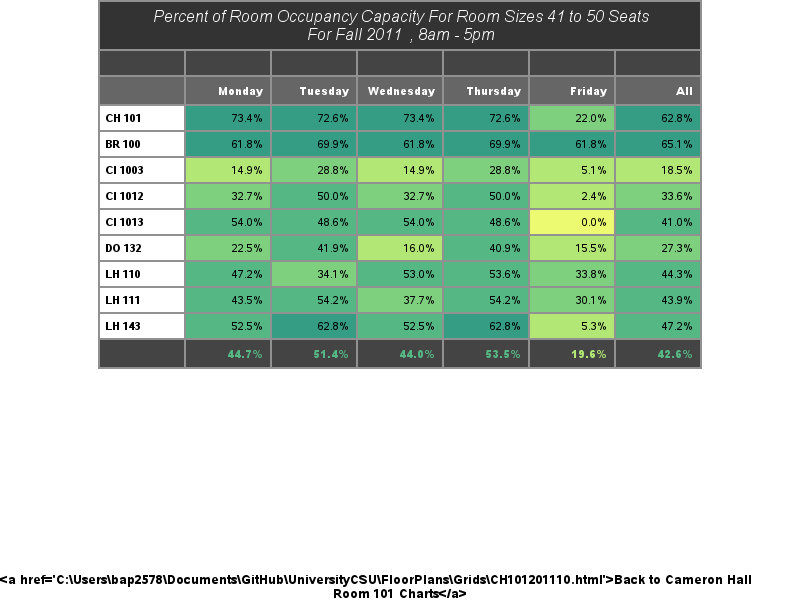 Percent of Room Occupancy Capacity For Room Sizes 41 to 50 Seats
For Fall 2011 , 8am - 5pm
Monday Tuesday Wednesday Thursday Friday All
CH 101 73.4% 72.6% 73.4% 72.6% 22.0% 62.8%
BR 100 61.8% 69.9% 61.8% 69.9% 61.8% 65.1%
CI 1003 14.9% 28.8% 14.9% 28.8% 5.1% 18.5%
CI 1012 32.7% 50.0% 32.7% 50.0% 2.4% 33.6%
CI 1013 54.0% 48.6% 54.0% 48.6% 0.0% 41.0%
DO 132 22.5% 41.9% 16.0% 40.9% 15.5% 27.3%
LH 110 47.2% 34.1% 53.0% 53.6% 33.8% 44.3%
LH 111 43.5% 54.2% 37.7% 54.2% 30.1% 43.9%
LH 143 52.5% 62.8% 52.5% 62.8% 5.3% 47.2%
44.7% 51.4% 44.0% 53.5% 19.6% 42.6%
<a href='C:\Users\bap2578\Documents\GitHub\UniversityCSU\FloorPlans\Grids\CH101201110.html'>Back to Cameron Hall
Room 101 Charts</a>